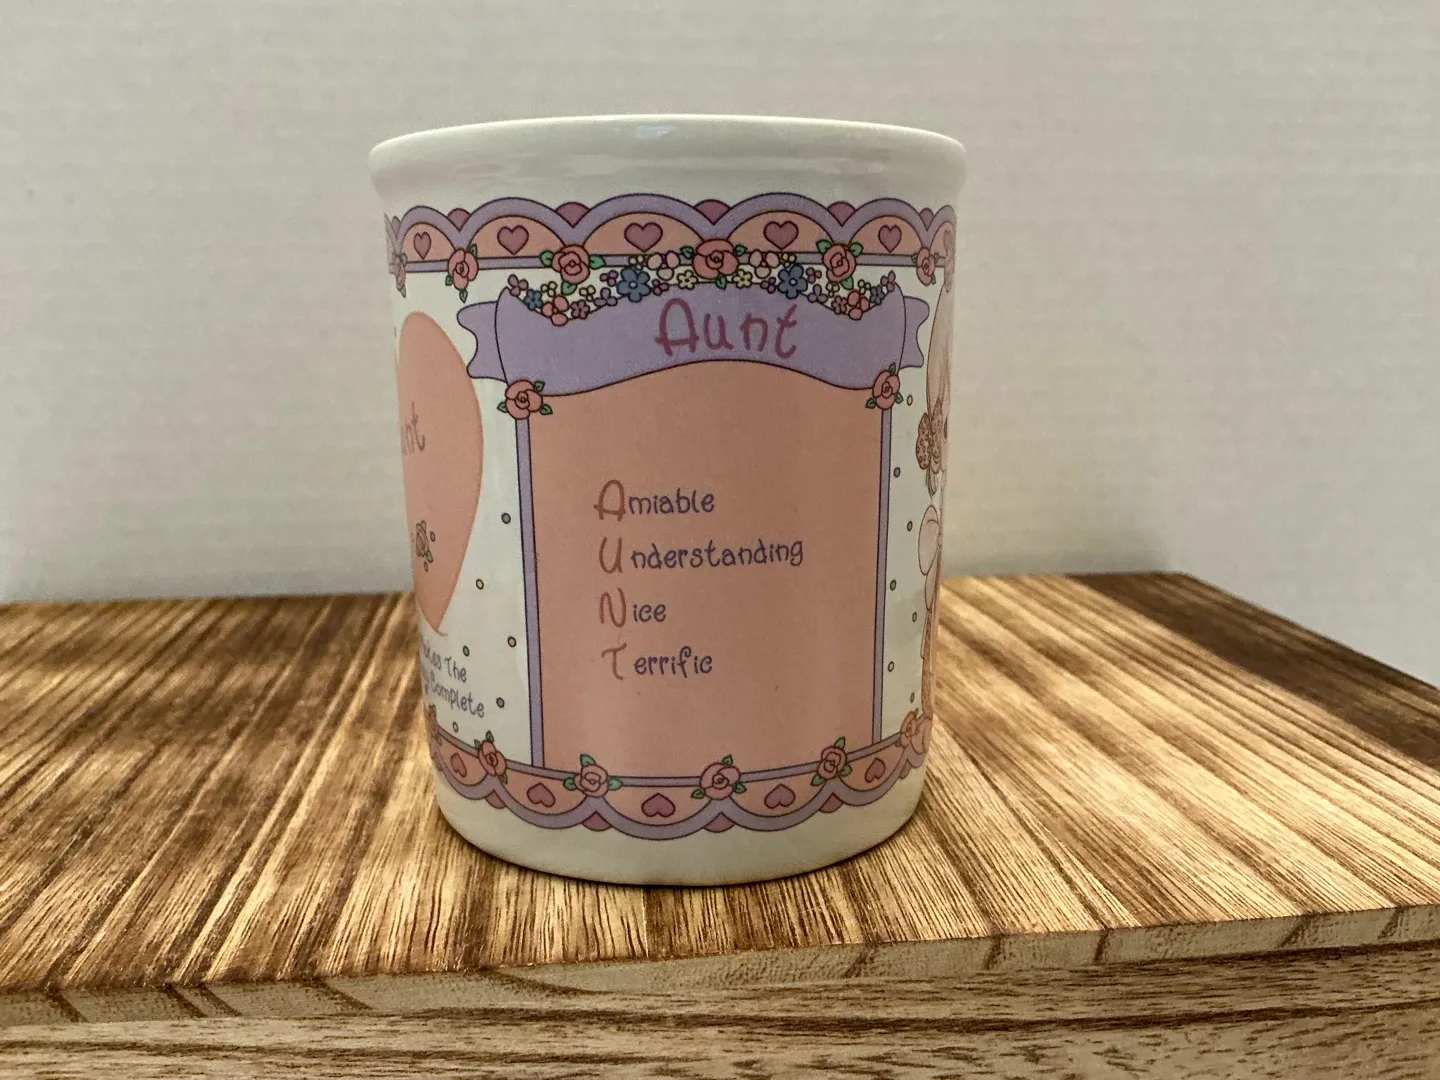 Aunt
Amiable
Understanding
Nice
Terrific
The
Complete